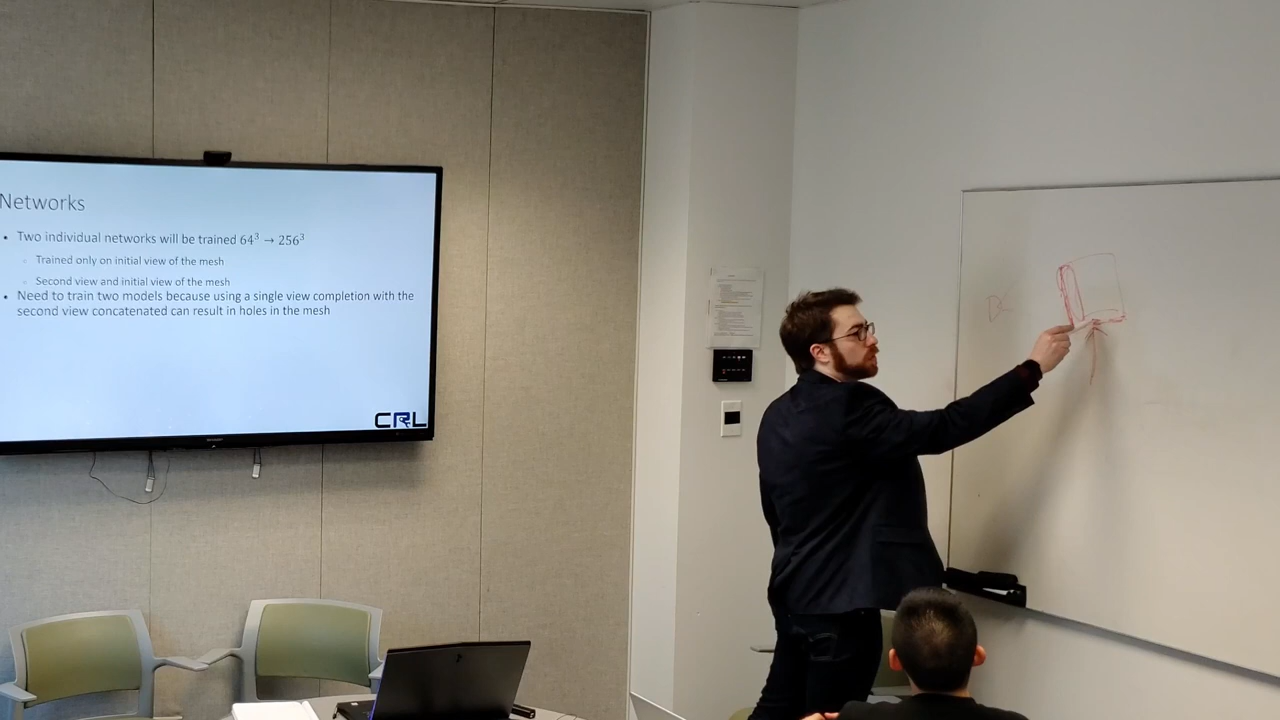 Networks
• Two individual networks will be trained 64³ → 256³
◦ Trained only on initial view of the mesh
◦ Second view and initial view of the mesh
• Need to train two models because using a single view completion with the
second view concatenated can result in holes in the mesh
CRL
SHARP